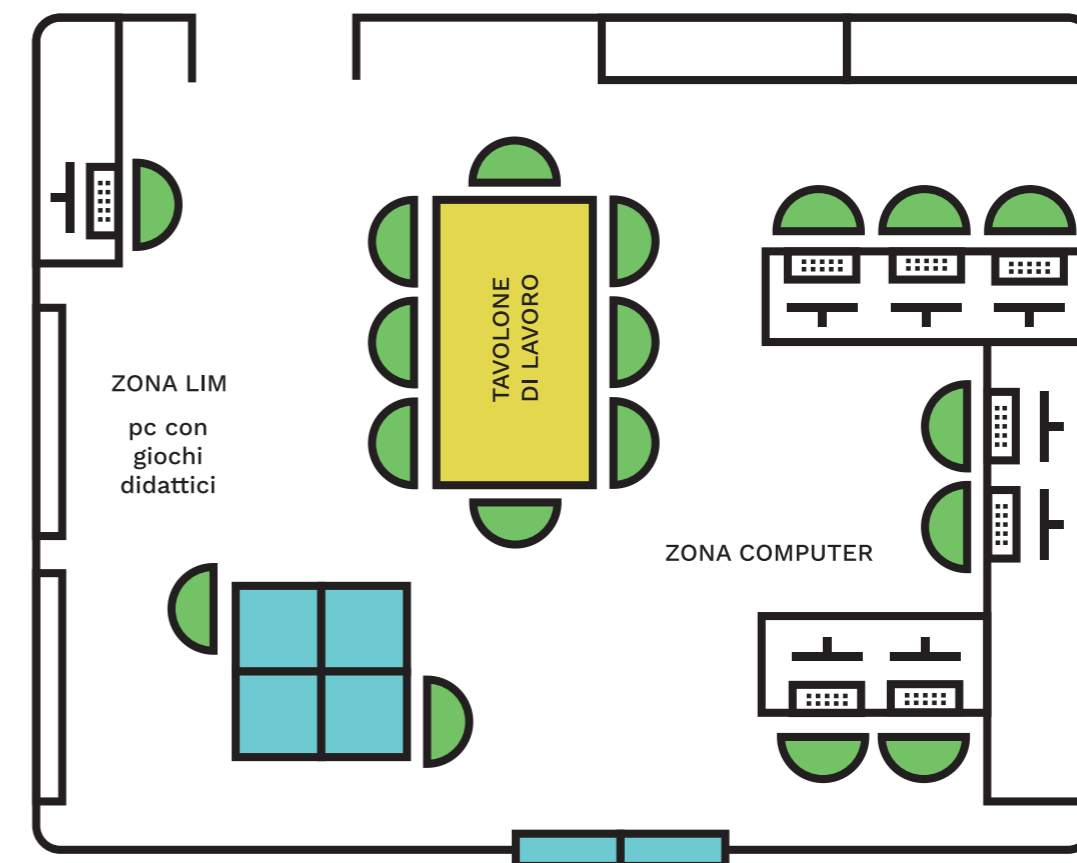 TAVOLONE
DI LAVORO
ZONA LIM
pc con
giochi
didattici
ZONA COMPUTER